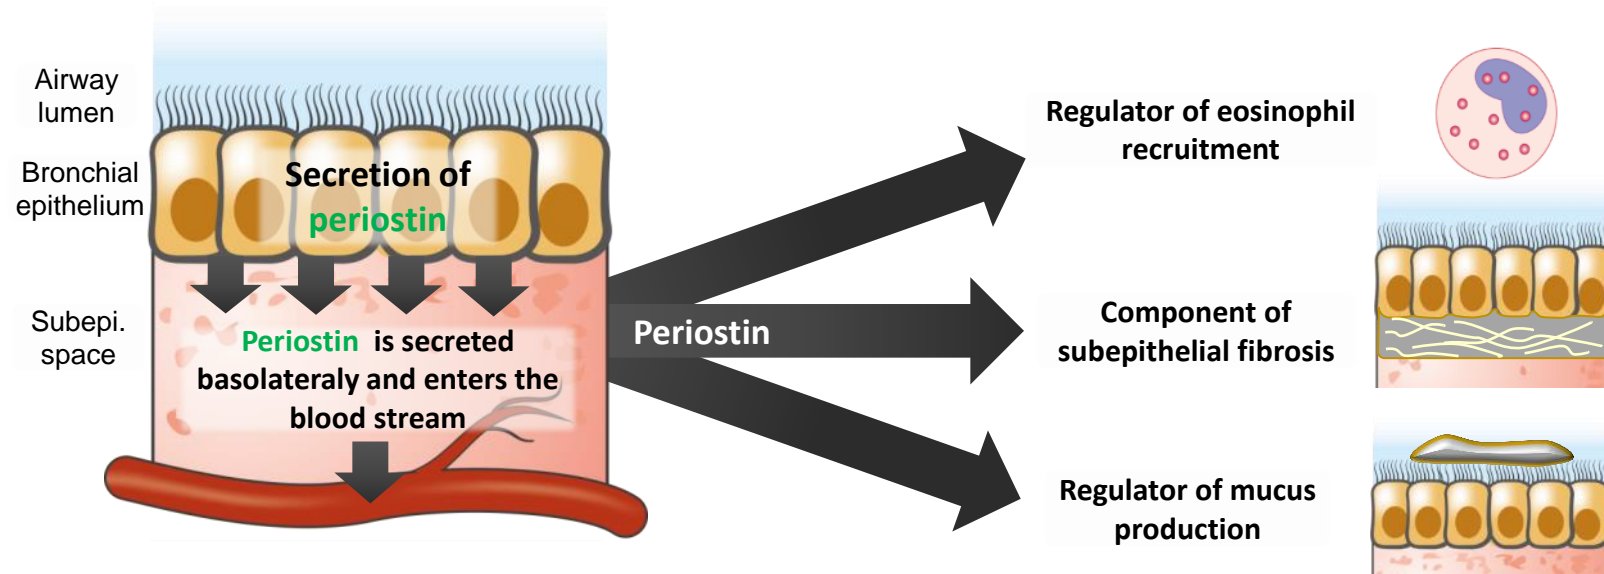 Airway
lumen
Bronchial
epithelium
Subepi.
space
Secretion of
periostin
Periostin is secreted
basolateraly and enters the
blood stream
Periostin
Regulator of eosinophil
recruitment
Component of
subepithelial fibrosis
Regulator of mucus
production